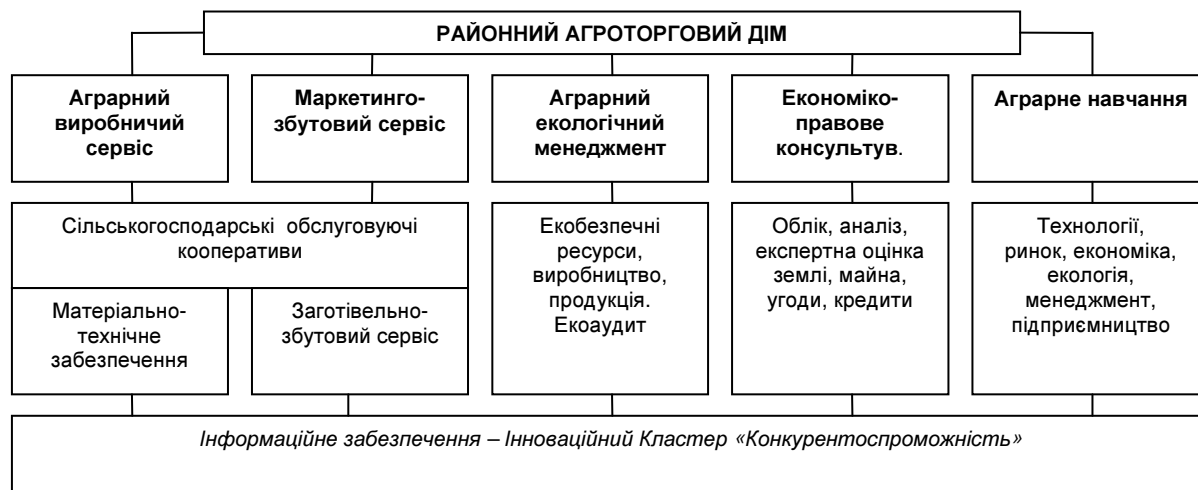 РАЙОННИЙ АГРОТОРГОВИЙ ДІМ
Аграрний
виробничий
сервіс
Маркетинго-
збутовий сервіс
Аграрний
екологічний
менеджмент
Економіко-
правове
консультув.
Аграрне навчання
Сільськогосподарські обслуговуючі
кооперативи
Матеріально-
технічне
забезпечення
Заготівельно-
збутовий сервіс
Екобезпечні
ресурси,
виробництво,
продукція.
Екоаудит
Облік, аналіз,
експертна оцінка
землі, майна,
угоди, кредити
Технології,
ринок, економіка,
екологія,
менеджмент,
підприємництво
Інформаційне забезпечення – Інноваційний Кластер «Конкурентоспроможність»